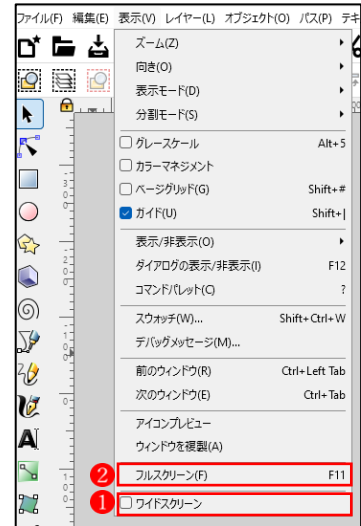 ファイル(F) 編集(E) 表示(V) レイヤー(L) オブジェクト(O) パス(P) テキ
ズーム(Z)
向き(O)
表示モード(D)
分割モード(S)
グレースケール Alt+5
カラーマネジメント
ページグリッド(G) Shift+#
ガイド(U) Shift+|
表示/非表示(O)
ダイアログの表示/非表示(I) F12
コマンドパレット(C) ?
スウォッチ(W)... Shift+Ctrl+W
デバッグメッセージ(M)...
前のウィンドウ(R) Ctrl+Left Tab
次のウィンドウ(E) Ctrl+Tab
アイコンプレビュー
ウィンドウを複製(A)
2 フルスクリーン(F) F11
1 ワイドスクリーン